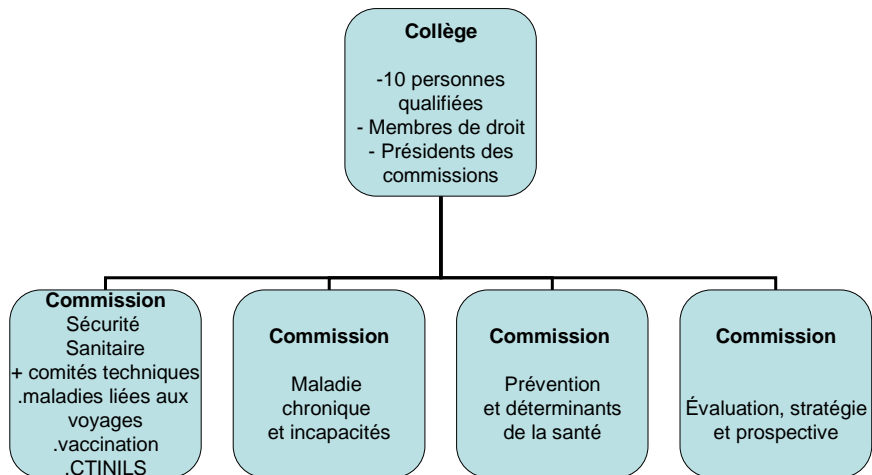 Collège
-10 personnes
qualifiées
- Membres de droit
- Présidents des
commissions
Commission
Sécurité
Sanitaire
+ comités techniques
.maladies liées aux
voyages
.vaccination
.CTINILS
Commission
Maladie
chronique
et incapacités
Commission
Prévention
et déterminants
de la santé
Commission
Évaluation, stratégie
et prospective